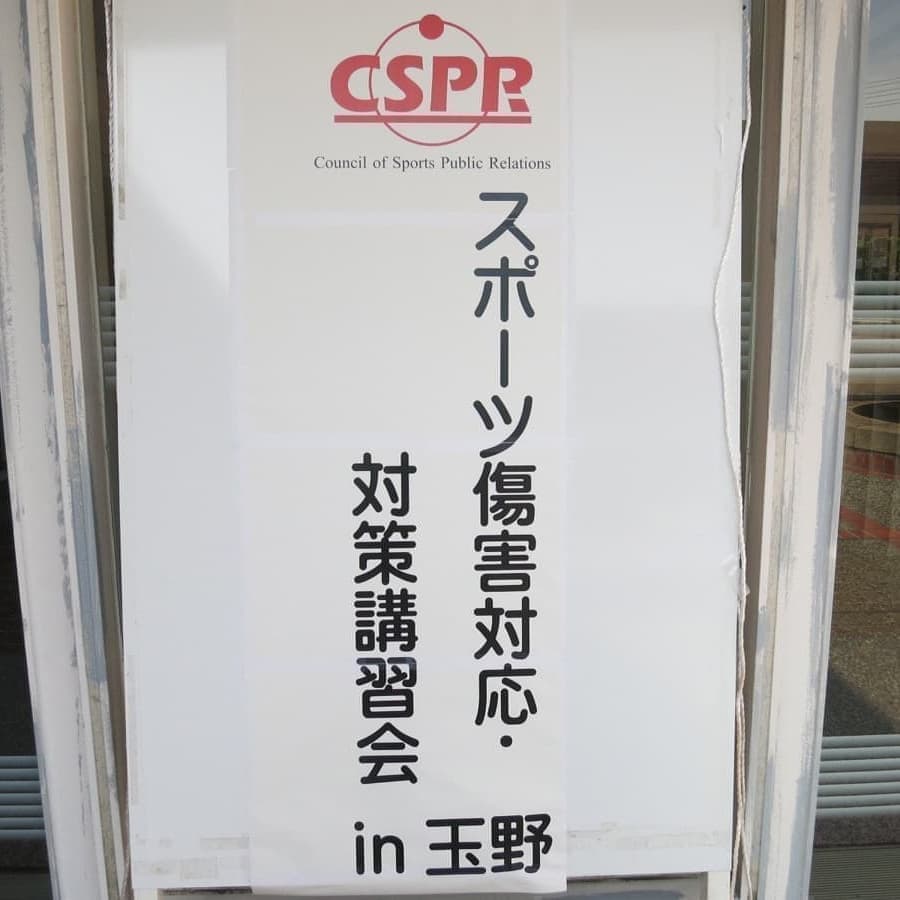 CSPR
Council of Sports Public Relations
スポーツ傷害対応・
対策講習会
in 玉野